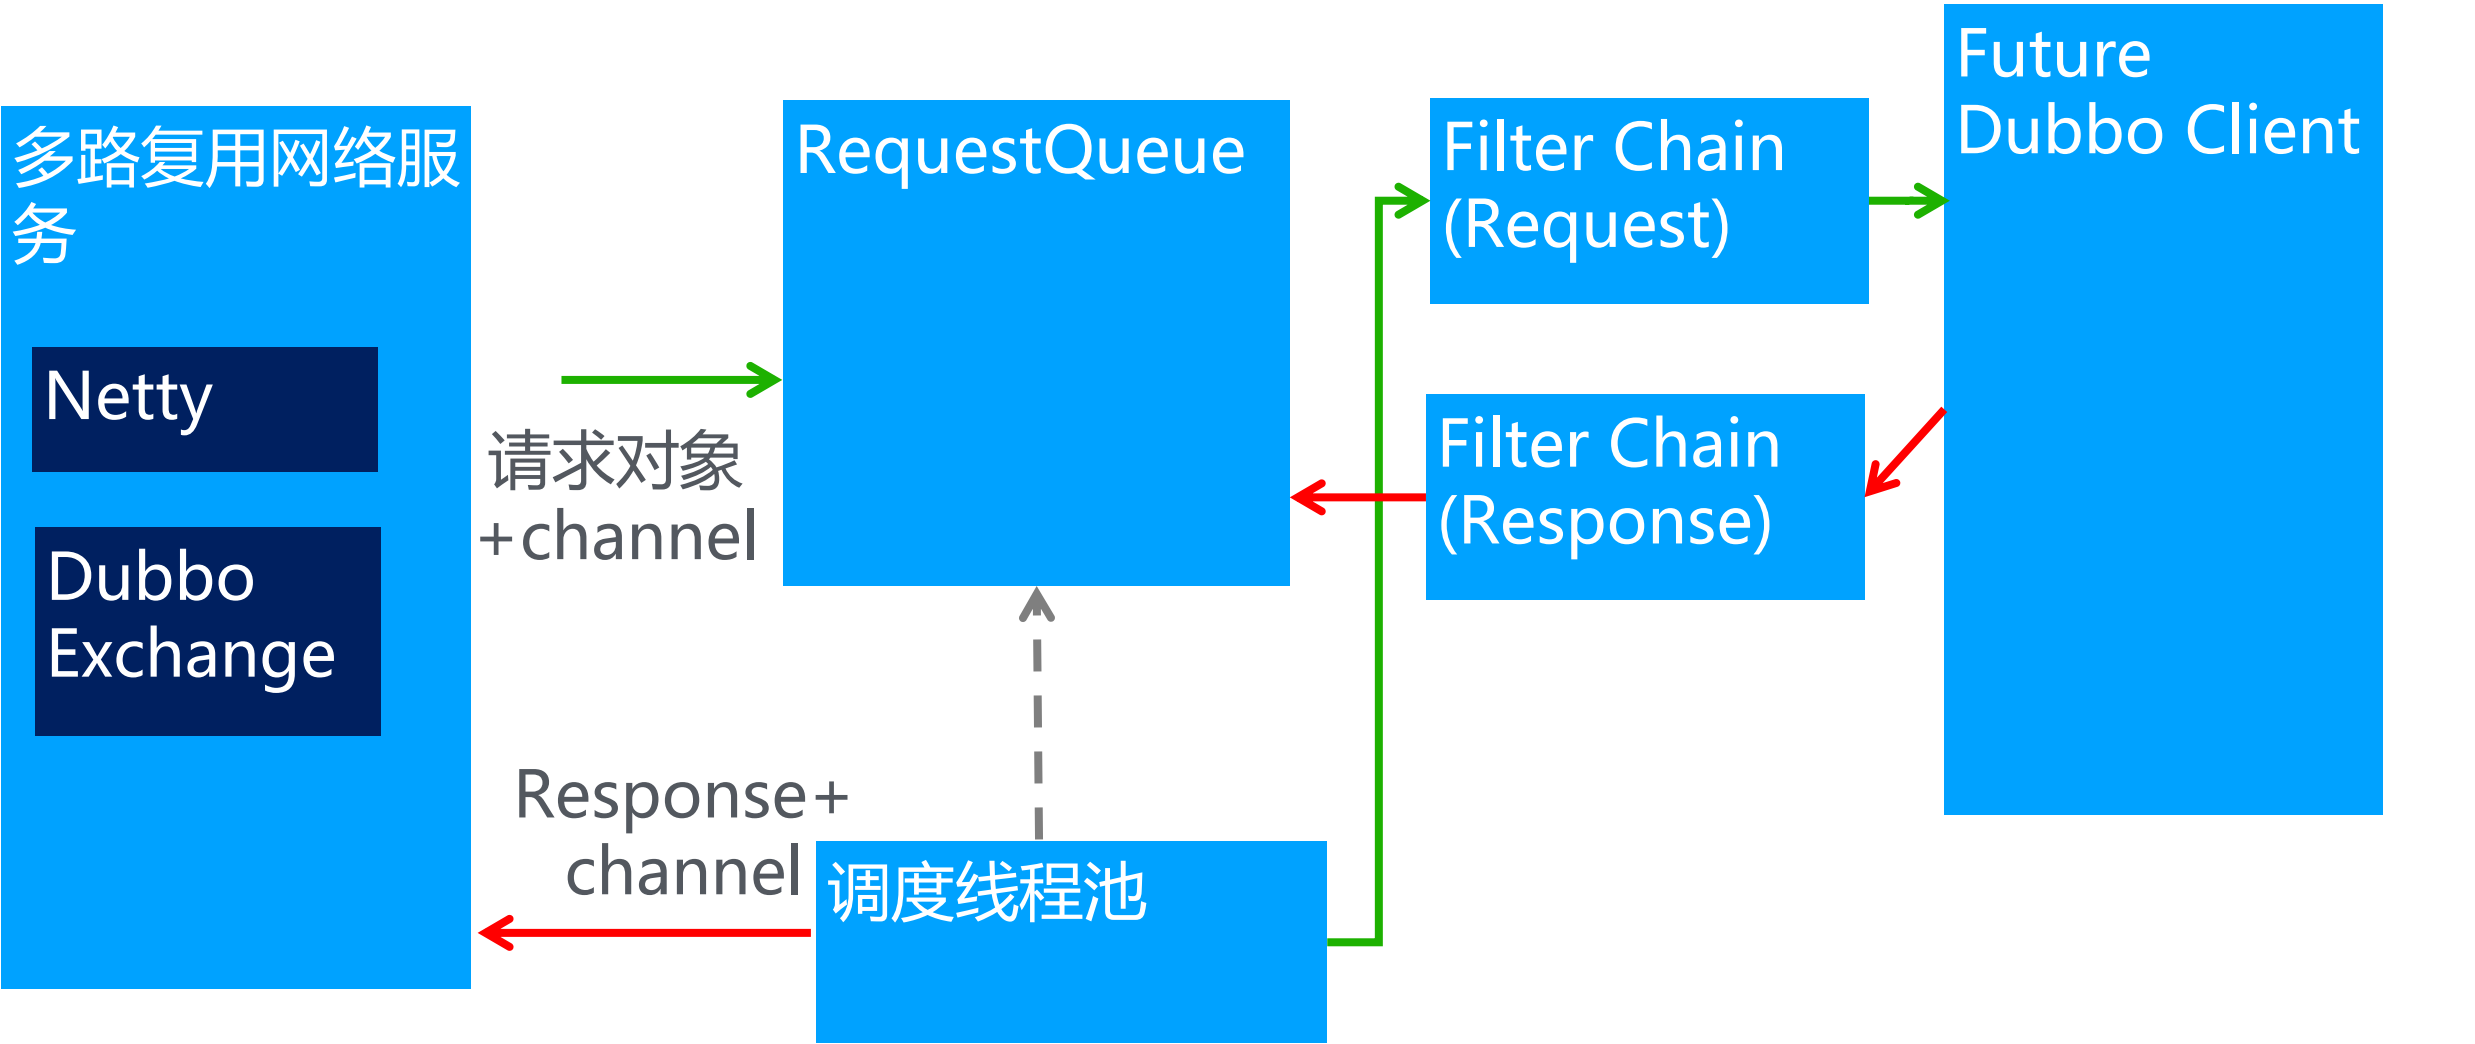 多路复用网络服
务
Netty
Dubbo
Exchange
请求对象
+channel
Response+
channel
RequestQueue
调度线程池
Filter Chain
(Request)
Filter Chain
(Response)
Future
Dubbo Client